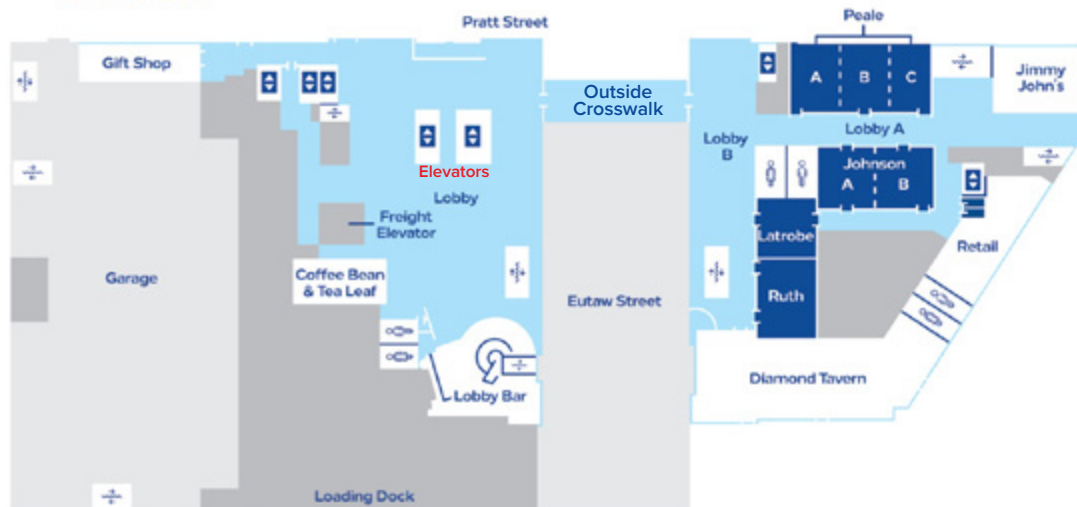 Pratt Street
Peale
Gift Shop
A
B
C
Jimmy
John's
Outside
Crosswalk
Lobby A
Lobby
B
Elevators
Lobby
Johnson
A
B
Freight
Elevator
Latrobe
Retail
Garage
Coffee Bean
& Tea Leaf
Eutaw Street
Ruth
Diamond Tavern
Lobby Bar
Loading Dock